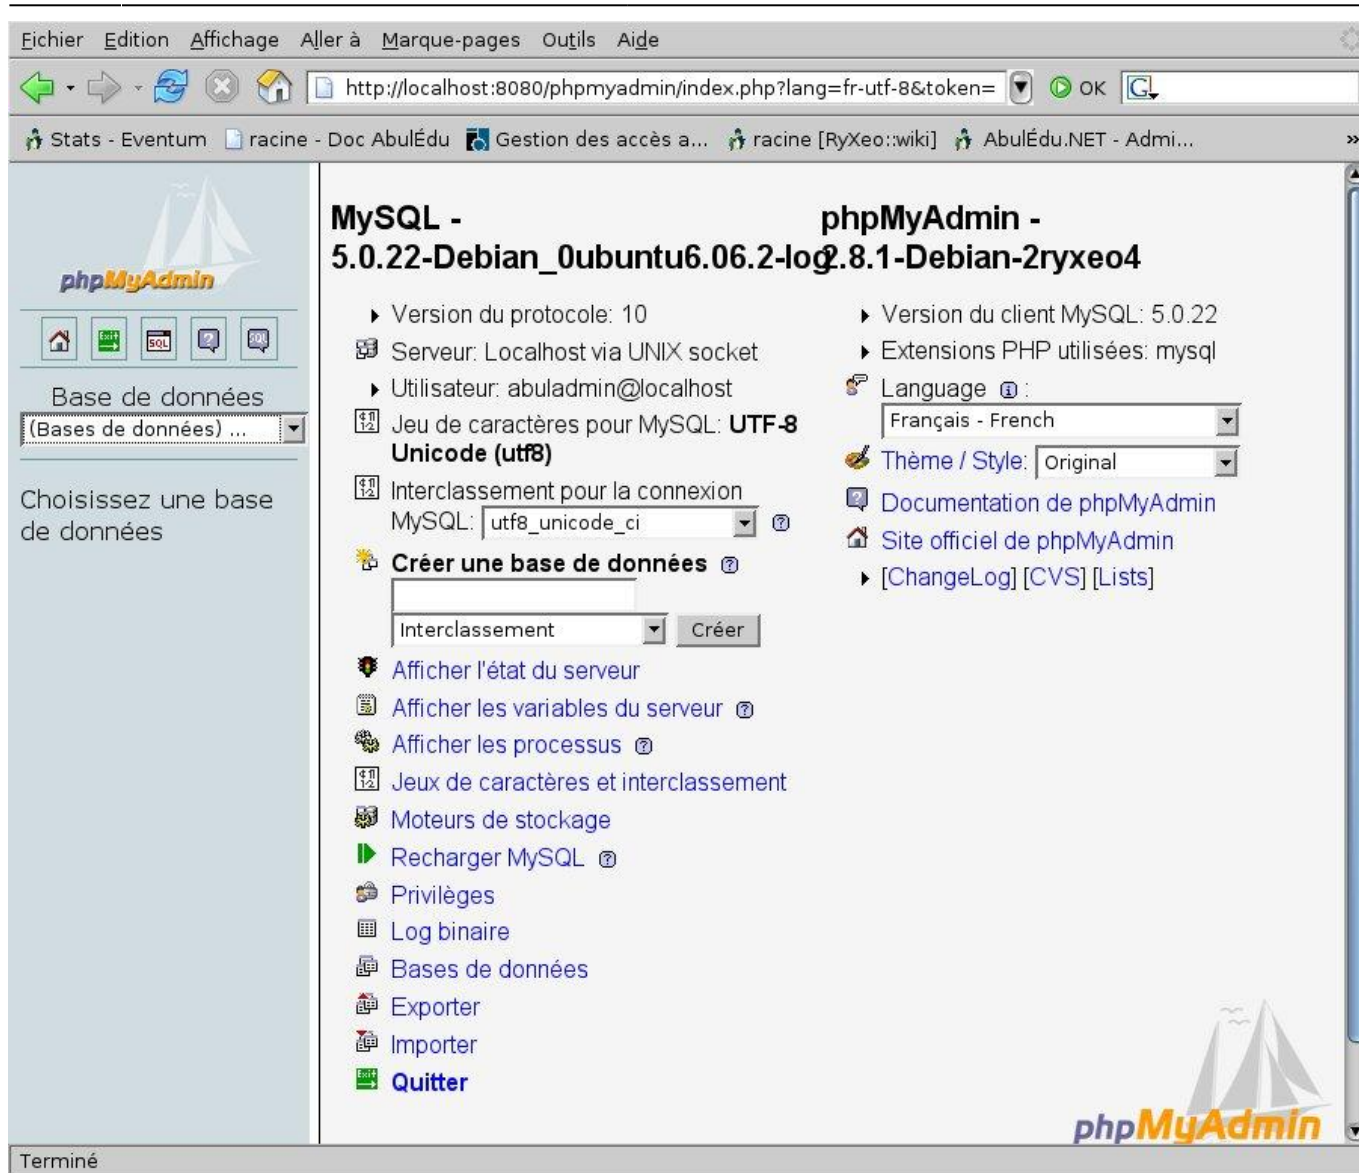 Fichier Edition Affichage Aller à Marque-pages Outils Aide
http://localhost:8080/phpmyadmin/index.php?lang=fr-utf-8&token= OK G
Stats - Eventum racine - Doc AbulÉdu Gestion des accès a... racine [RyXeo::wiki] AbulÉdu.NET - Admi... »
phpMyAdmin
Exit SQL ? SQL
Base de données
(Bases de données) ...
Choisissez une base
de données
MySQL -
5.0.22-Debian_0ubuntu6.06.2-log
Version du protocole: 10
Serveur: Localhost via UNIX socket
Utilisateur: abuladmin@localhost
Jeu de caractères pour MySQL: UTF-8
Unicode (utf8)
Interclassement pour la connexion
MySQL: utf8_unicode_ci
Créer une base de données
Interclassement Créer
Afficher l'état du serveur
Afficher les variables du serveur
Afficher les processus
Jeux de caractères et interclassement
Moteurs de stockage
Recharger MySQL
Privilèges
Log binaire
Bases de données
Exporter
Importer
Quitter
phpMyAdmin -
2.8.1-Debian-2ryxeo4
Version du client MySQL: 5.0.22
Extensions PHP utilisées: mysql
Language :
Français - French
Thème / Style: Original
Documentation de phpMyAdmin
Site officiel de phpMyAdmin
[ChangeLog] [CVS] [Lists]
phpMyAdmin
Terminé